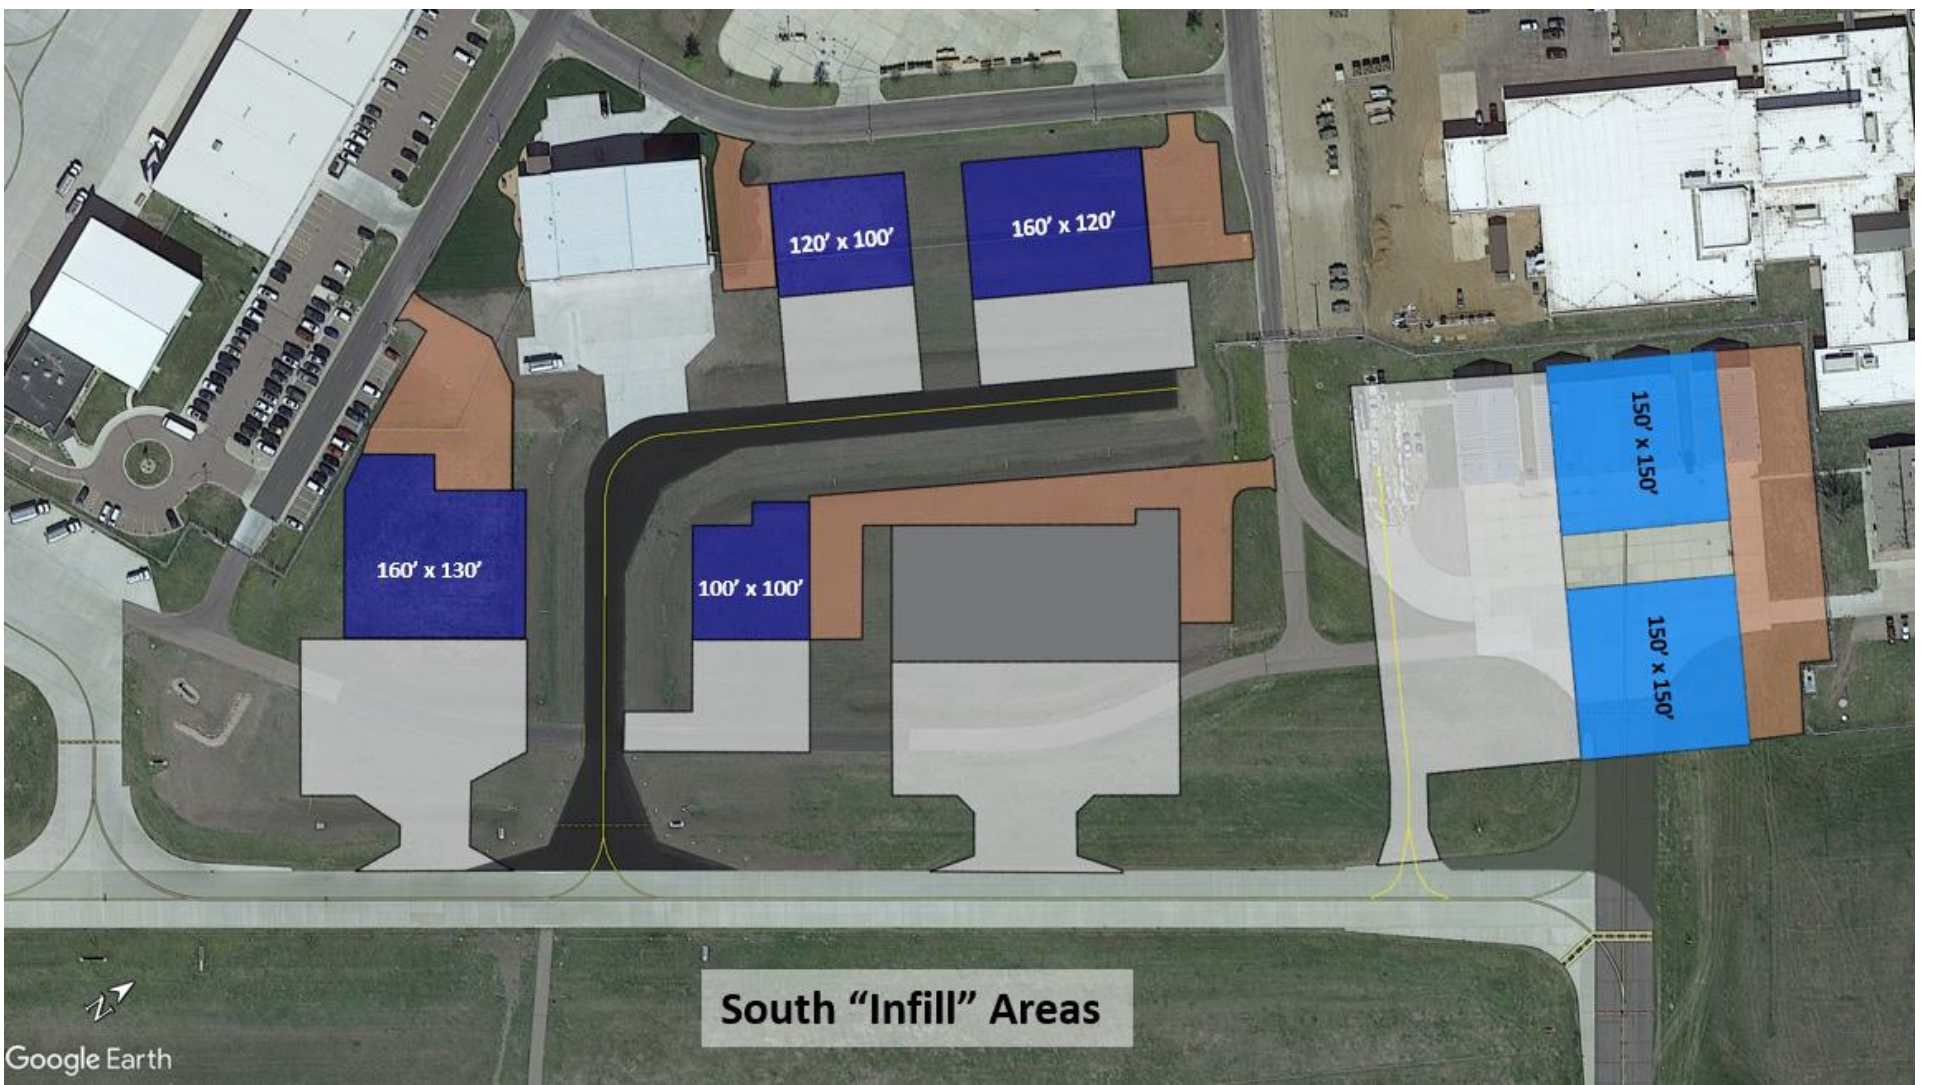 120’ x 100’
160’ x 120’
150’ x 150’
160’ x 130’
100’ x 100’
150’ x 150’
South “Infill” Areas
N
Google Earth